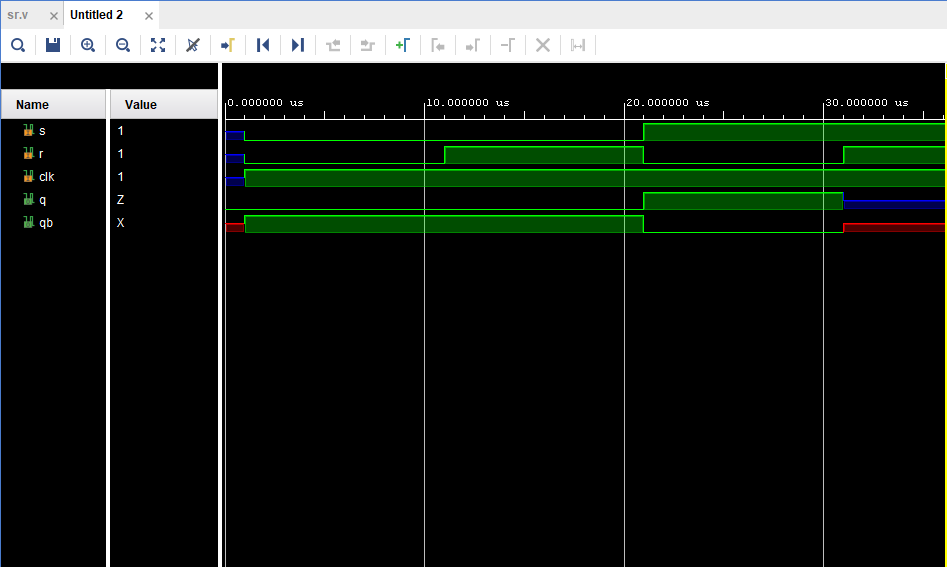 sr.v Untitled 2
Name Value
0.000000 us 10.000000 us 20.000000 us 30.000000 us
s 1
r 1
clk 1
q Z
qb X